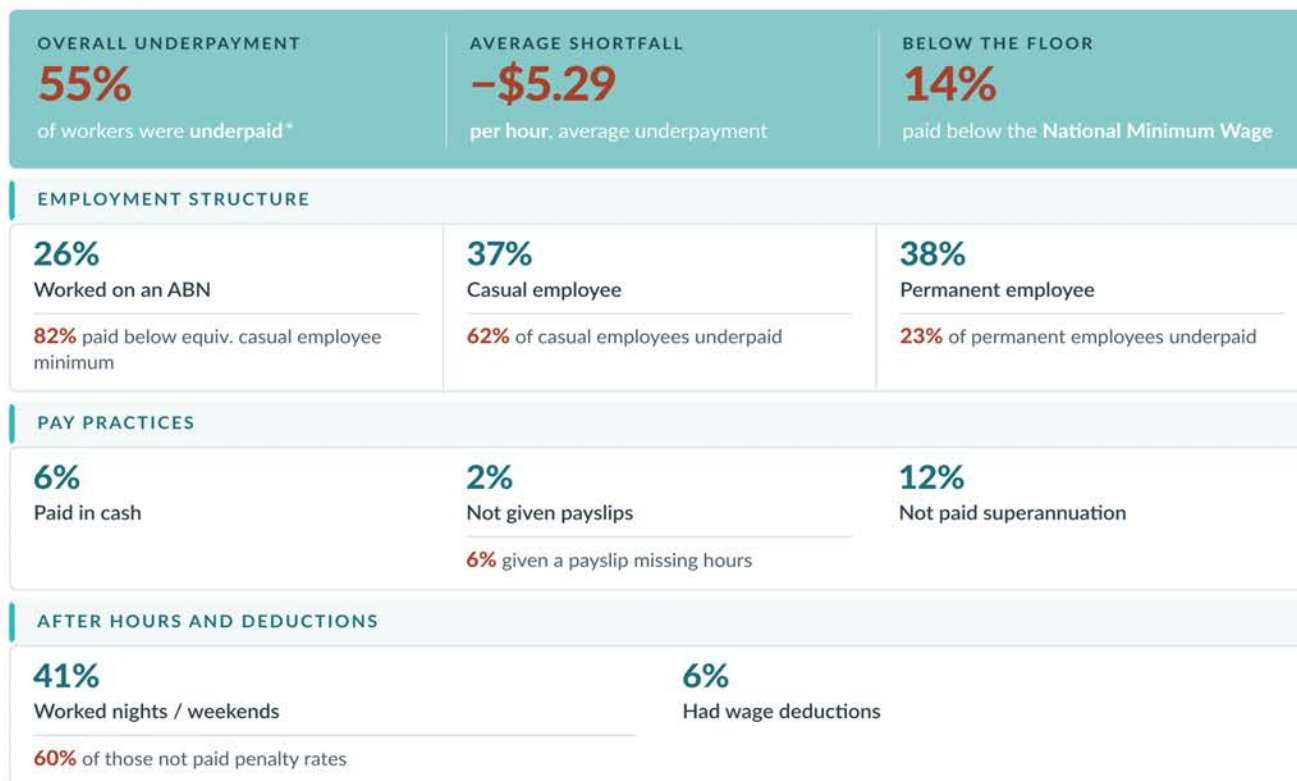 OVERALL UNDERPAYMENT
55%
of workers were underpaid*
AVERAGE SHORTFALL
–$5.29
per hour, average underpayment
BELOW THE FLOOR
14%
paid below the National Minimum Wage
EMPLOYMENT STRUCTURE
26%
Worked on an ABN
82% paid below equiv. casual employee
minimum
37%
Casual employee
62% of casual employees underpaid
38%
Permanent employee
23% of permanent employees underpaid
PAY PRACTICES
6%
Paid in cash
2%
Not given payslips
6% given a payslip missing hours
12%
Not paid superannuation
AFTER HOURS AND DEDUCTIONS
41%
Worked nights / weekends
60% of those not paid penalty rates
6%
Had wage deductions